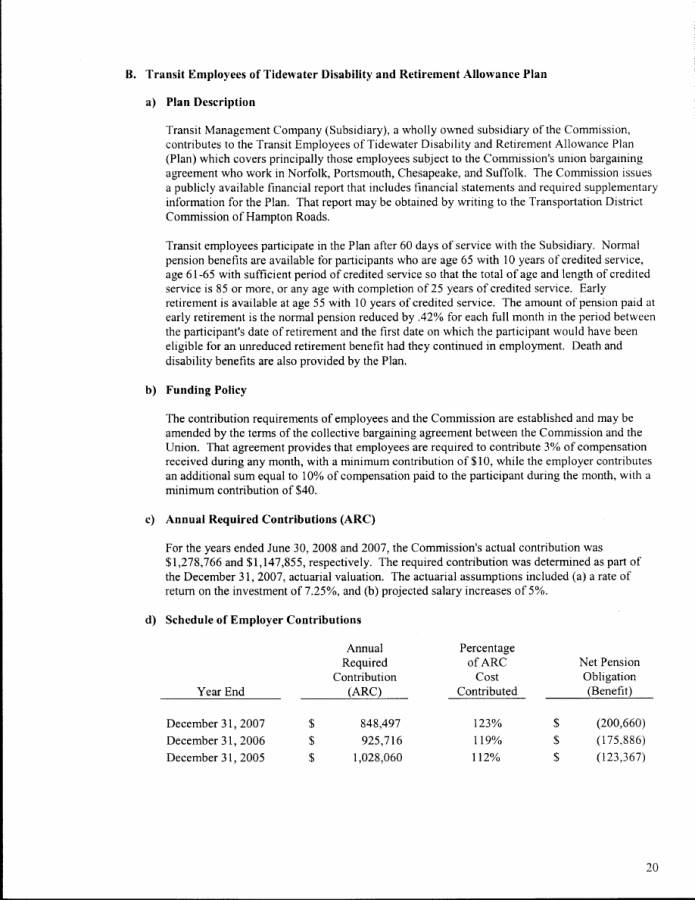 B. Transit Employees of Tidewater Disability and Retirement Allowance Plan
a) Plan Description
Transit Management Company (Subsidiary), a wholly owned subsidiary of the Commission,
contributes to the Transit Employees of Tidewater Disability and Retirement Allowance Plan
(Plan) which covers principally those employees subject to the Commission's union bargaining
agreement who work in Norfolk, Portsmouth, Chesapeake, and Suffolk. The Commission issues
a publicly available financial report that includes financial statements and required supplementary
information for the Plan. That report may be obtained by writing to the Transportation District
Commission of Hampton Roads.
Transit employees participate in the Plan after 60 days of service with the Subsidiary. Normal
pension benefits are available for participants who are age 65 with 10 years of credited service,
age 61-65 with sufficient period of credited service so that the total of age and length of credited
service is 85 or more, or any age with completion of 25 years of credited service. Early
retirement is available at age 55 with 10 years of credited service. The amount of pension paid at
early retirement is the normal pension reduced by .42% for each full month in the period between
the participant's date of retirement and the first date on which the participant would have been
eligible for an unreduced retirement benefit had they continued in employment. Death and
disability benefits are also provided by the Plan.
b) Funding Policy
The contribution requirements of employees and the Commission are established and may be
amended by the terms of the collective bargaining agreement between the Commission and the
Union. That agreement provides that employees are required to contribute 3% of compensation
received during any month, with a minimum contribution of $10, while the employer contributes
an additional sum equal to 10% of compensation paid to the participant during the month, with a
minimum contribution of $40.
c) Annual Required Contributions (ARC)
For the years ended June 30, 2008 and 2007, the Commission's actual contribution was
$1,278,766 and $1,147,855, respectively. The required contribution was determined as part of
the December 31, 2007, actuarial valuation. The actuarial assumptions included (a) a rate of
return on the investment of 7.25%, and (b) projected salary increases of 5%.
d) Schedule of Employer Contributions
Annual Percentage
Required of ARC Net Pension
Contribution Cost Obligation
Year End (ARC) Contributed (Benefit)
December 31, 2007 $ 848,497 123% $ (200,660)
December 31, 2006 $ 925,716 119% $ (175,886)
December 31, 2005 $ 1,028,060 112% $ (123,367)
20